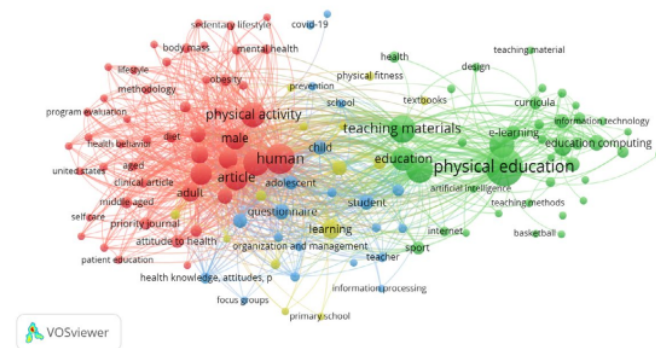 covid-19
sedentary lifestyle
teaching material
body mass
mental health
health
design
lifestyle
obesity
physical fitness
methodology
prevention
textbooks
curricula
program evaluation
physical activity
school
information technology
teaching materials
e-learning
diet
male
health behavior
child
education computing
united states
aged
human
education
physical education
clinical article
article
adolescent
artificial intelligence
adult
middle aged
student
teaching methods
self care
priority journal
questionnaire
learning
internet
basketball
attitude to health
organization and management
sport
patient education
teacher
health knowledge, attitudes, p
information processing
focus groups
primary school
VOSviewer